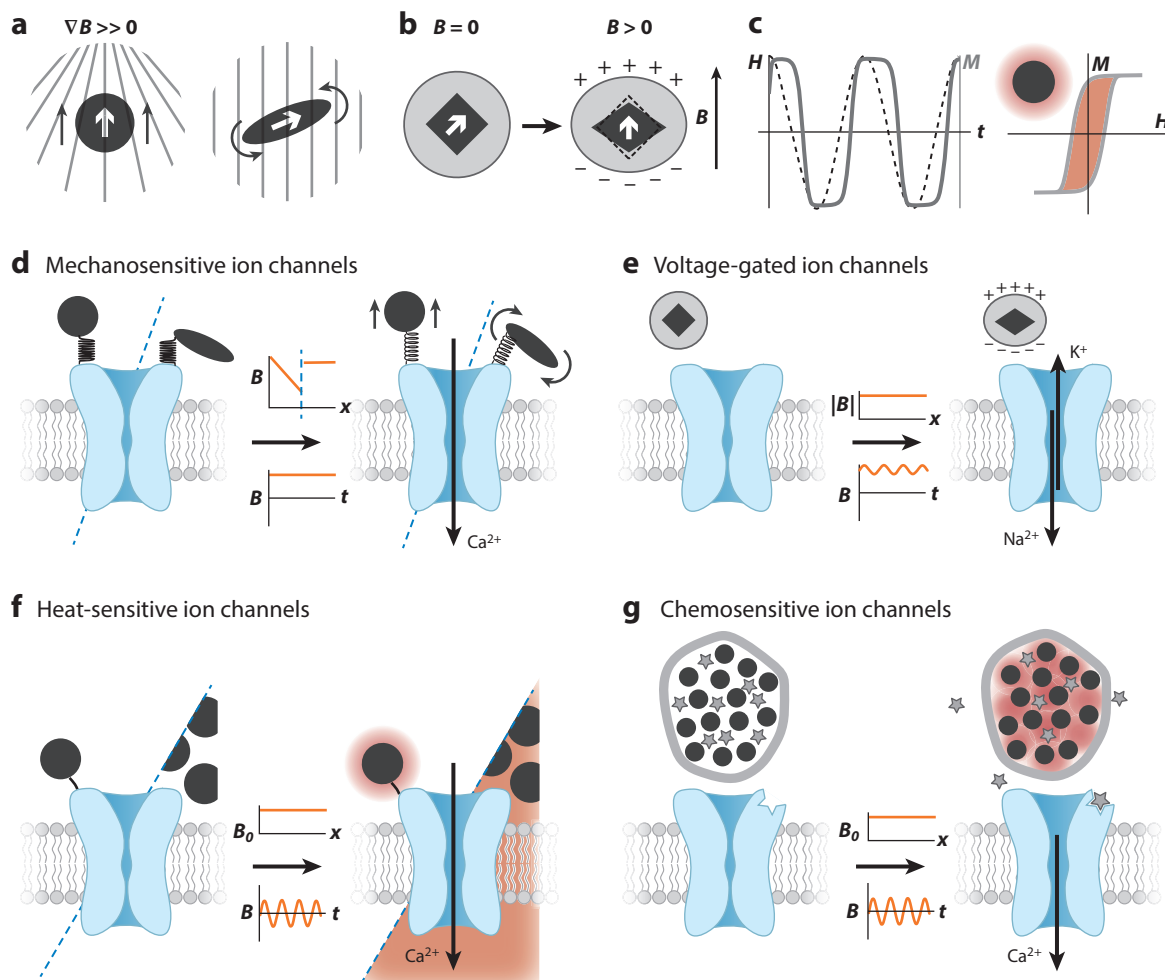 a
∇B >> 0
b
B = 0
B > 0
+ + + + +
– – – – –
B
c
H
M
t
M
H
d Mechanosensitive ion channels
B
x
B
t
Ca2+
e Voltage-gated ion channels
+++++
– – – – –
K+
|B|
x
B
t
Na2+
f Heat-sensitive ion channels
B0
x
B
t
Ca2+
g Chemosensitive ion channels
B0
x
B
t
Ca2+